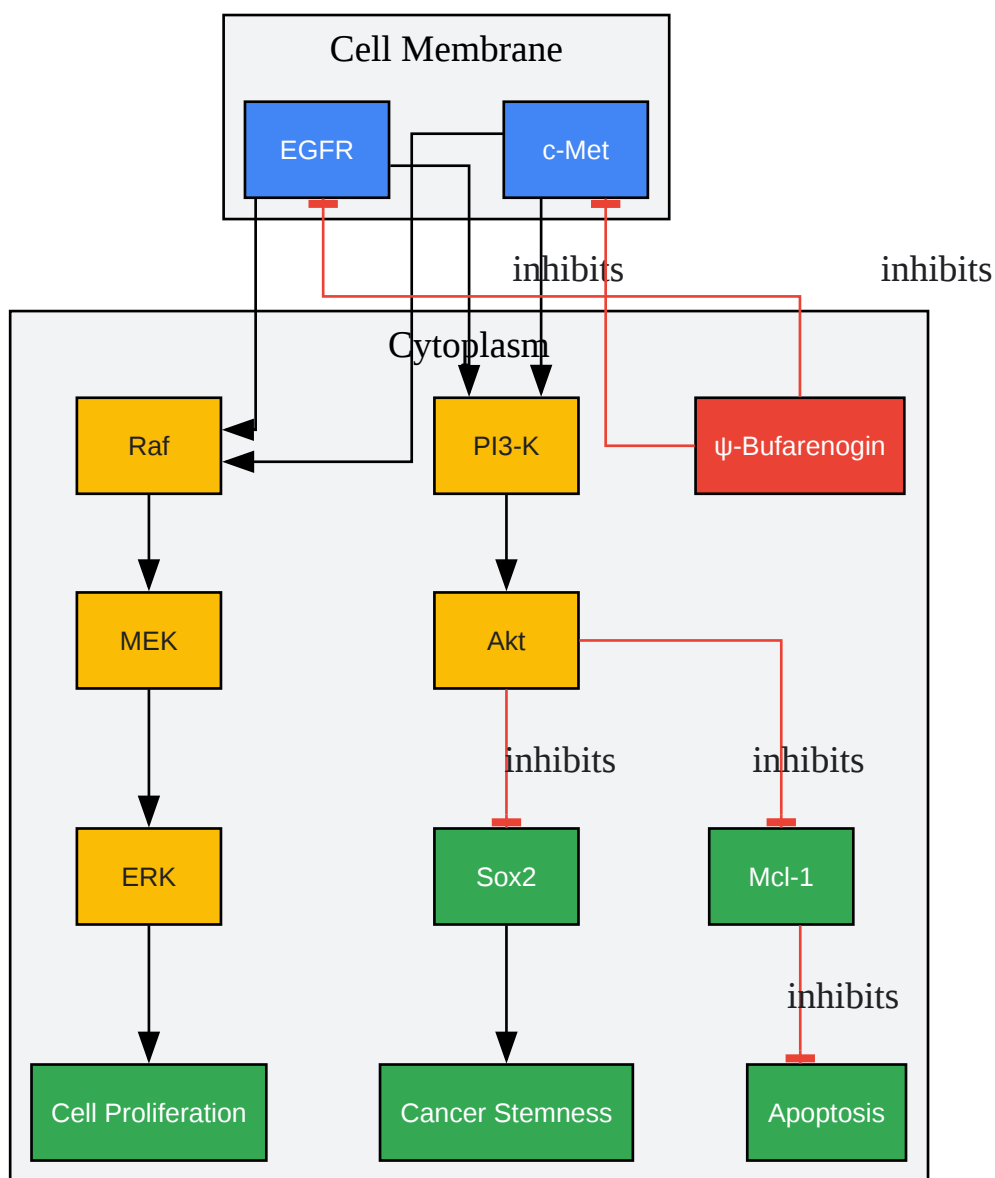 Cell Membrane
EGFR
c-Met
inhibits
inhibits
Cytoplasm
Raf
PI3-K
ψ-Bufarenogin
MEK
Akt
inhibits
inhibits
ERK
Sox2
Mcl-1
inhibits
Cell Proliferation
Cancer Stemness
Apoptosis